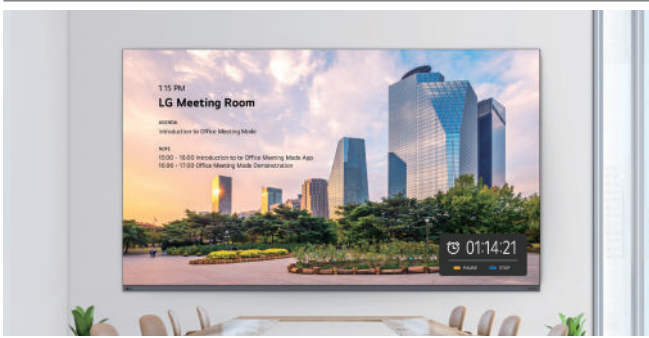 1:15 PM
LG Meeting Room
AGENDA
Introduction to Office Meeting Mode
NOTE
15:00 - 16:00 Introduction to te Office Meeting Mode App
16:00 - 17:00 Office Meeting Mode Demonstration
01:14:21
PAUSE
STOP